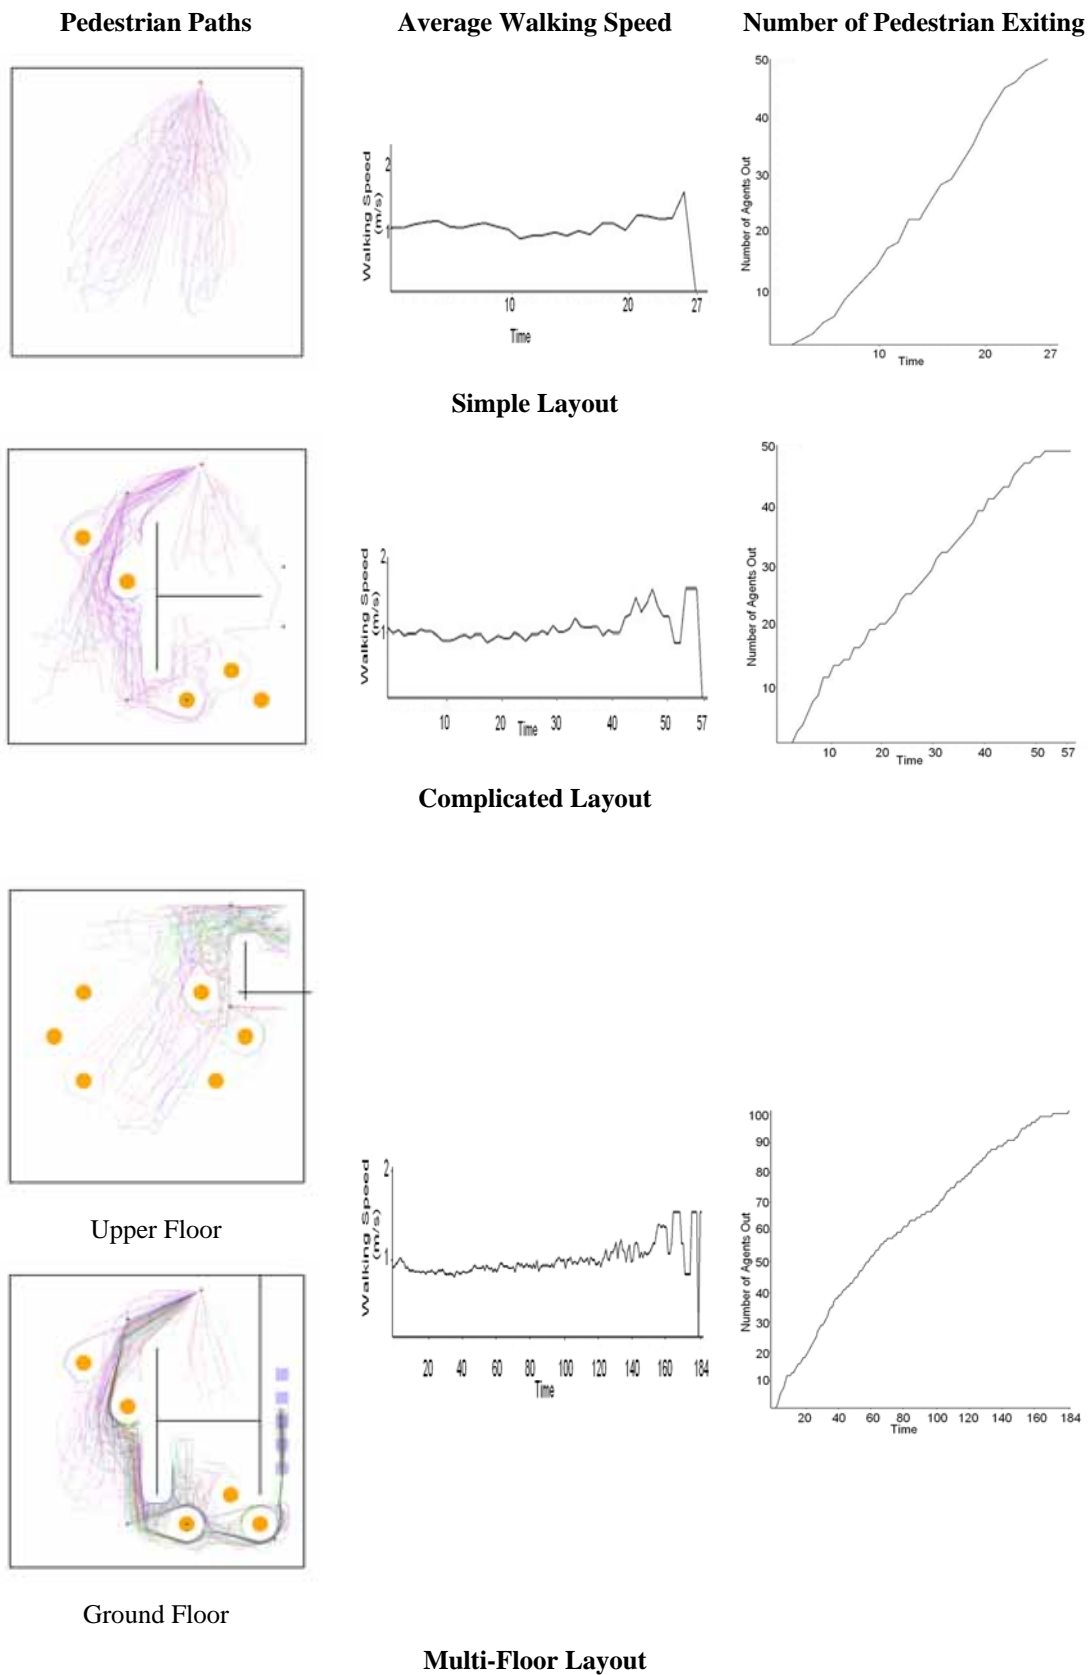 Pedestrian Paths Average Walking Speed Number of Pedestrian Exiting
Walking Speed
(m/s)
2
1
10 20 27
Time
Number of Agents Out
50
40
30
20
10
10 20 27
Time
Simple Layout
Walking Speed
(m/s)
2
1
10 20 30 40 50 57
Time
Number of Agents Out
50
40
30
20
10
10 20 30 40 50 57
Time
Complicated Layout
Upper Floor
Walking Speed
(m/s)
2
1
20 40 60 80 100 120 140 160 184
Time
Number of Agents Out
100
90
80
70
60
50
40
30
20
10
20 40 60 80 100 120 140 160 184
Time
Ground Floor
Multi-Floor Layout